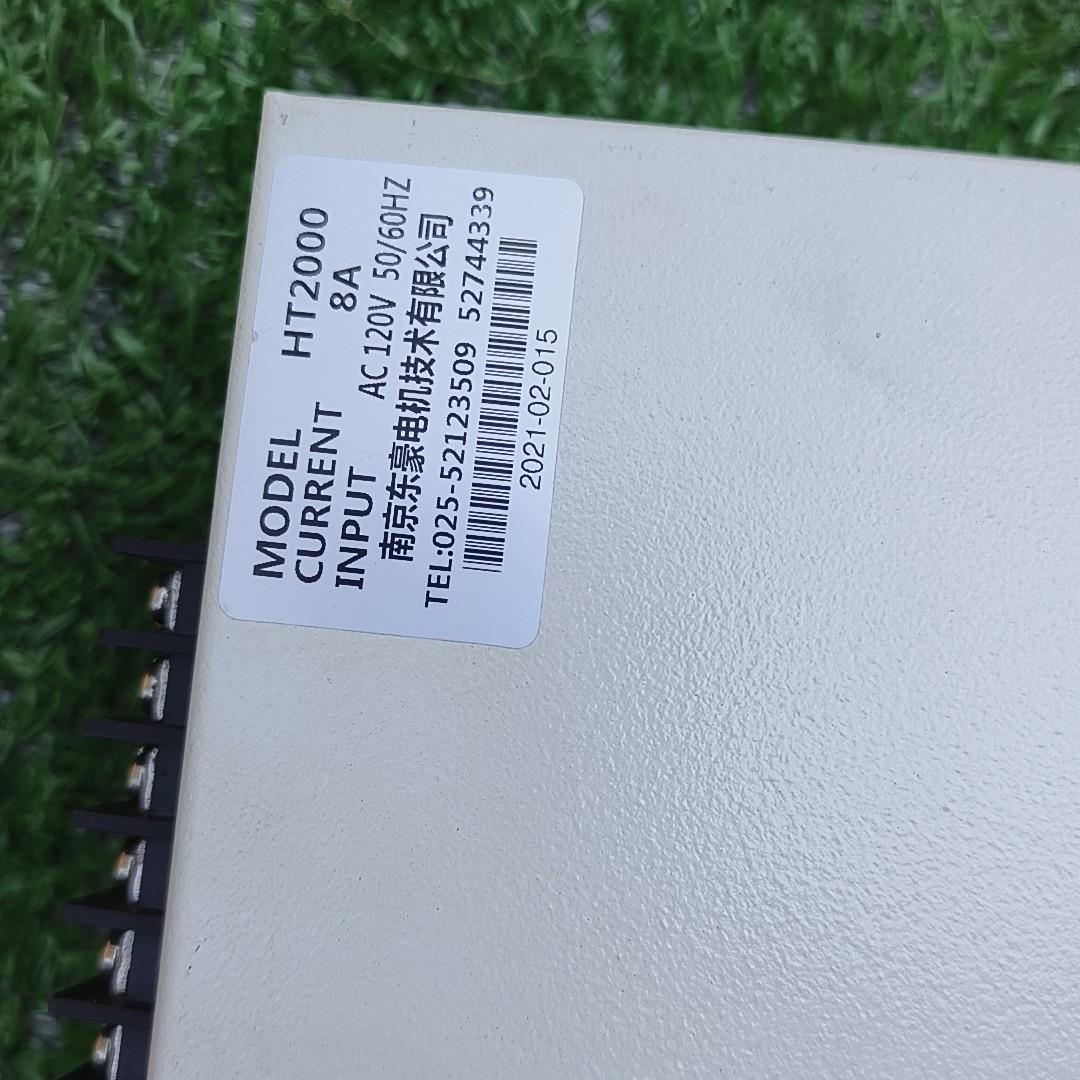 MODEL HT2000
CURRENT 8A
INPUT AC 120V 50/60HZ
南京东豪电机技术有限公司
TEL:025-52123509 52744339
2021-02-015